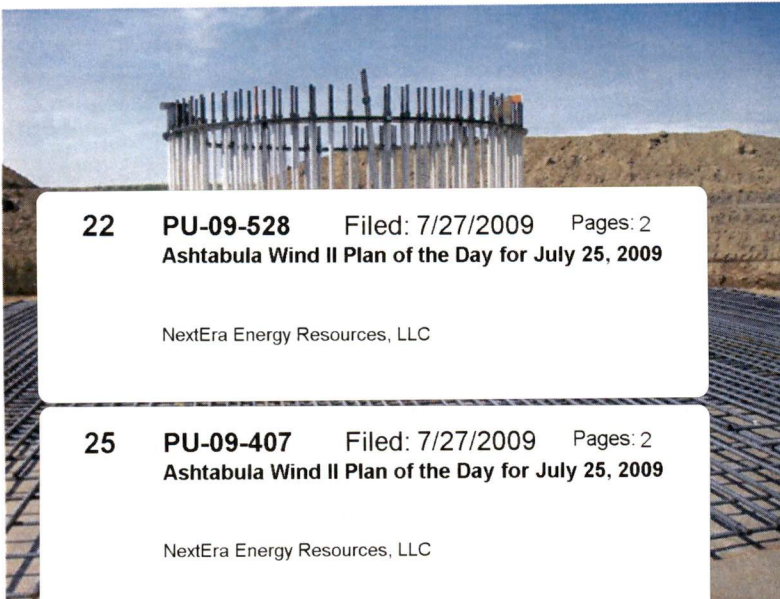 22 PU-09-528 Filed: 7/27/2009 Pages: 2
Ashtabula Wind II Plan of the Day for July 25, 2009
NextEra Energy Resources, LLC
25 PU-09-407 Filed: 7/27/2009 Pages: 2
Ashtabula Wind II Plan of the Day for July 25, 2009
NextEra Energy Resources, LLC